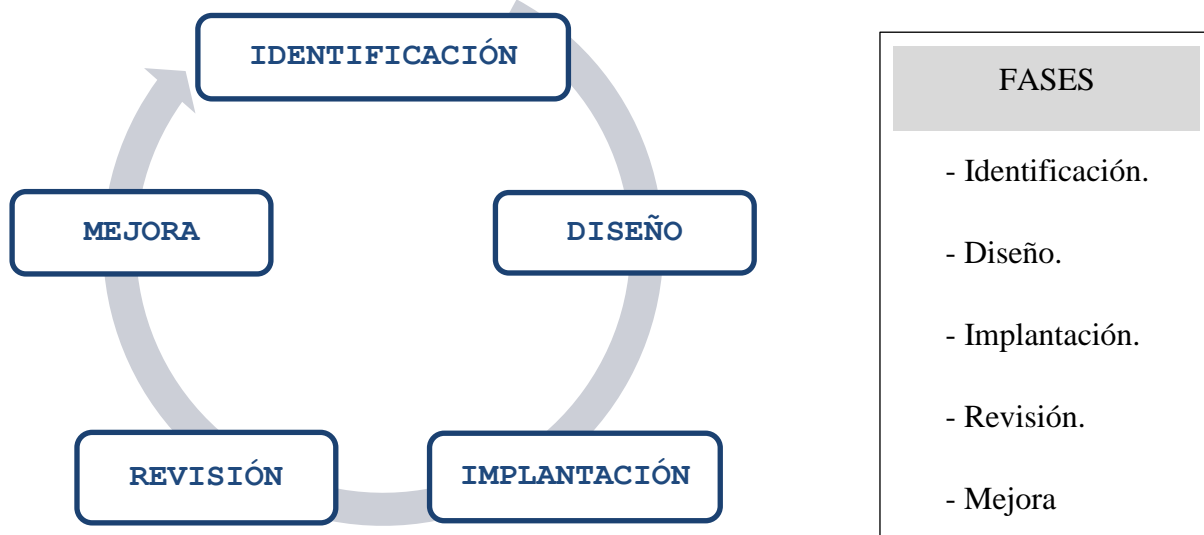 IDENTIFICACIÓN
DISEÑO
IMPLANTACIÓN
REVISIÓN
MEJORA
FASES
- Identificación.
- Diseño.
- Implantación.
- Revisión.
- Mejora